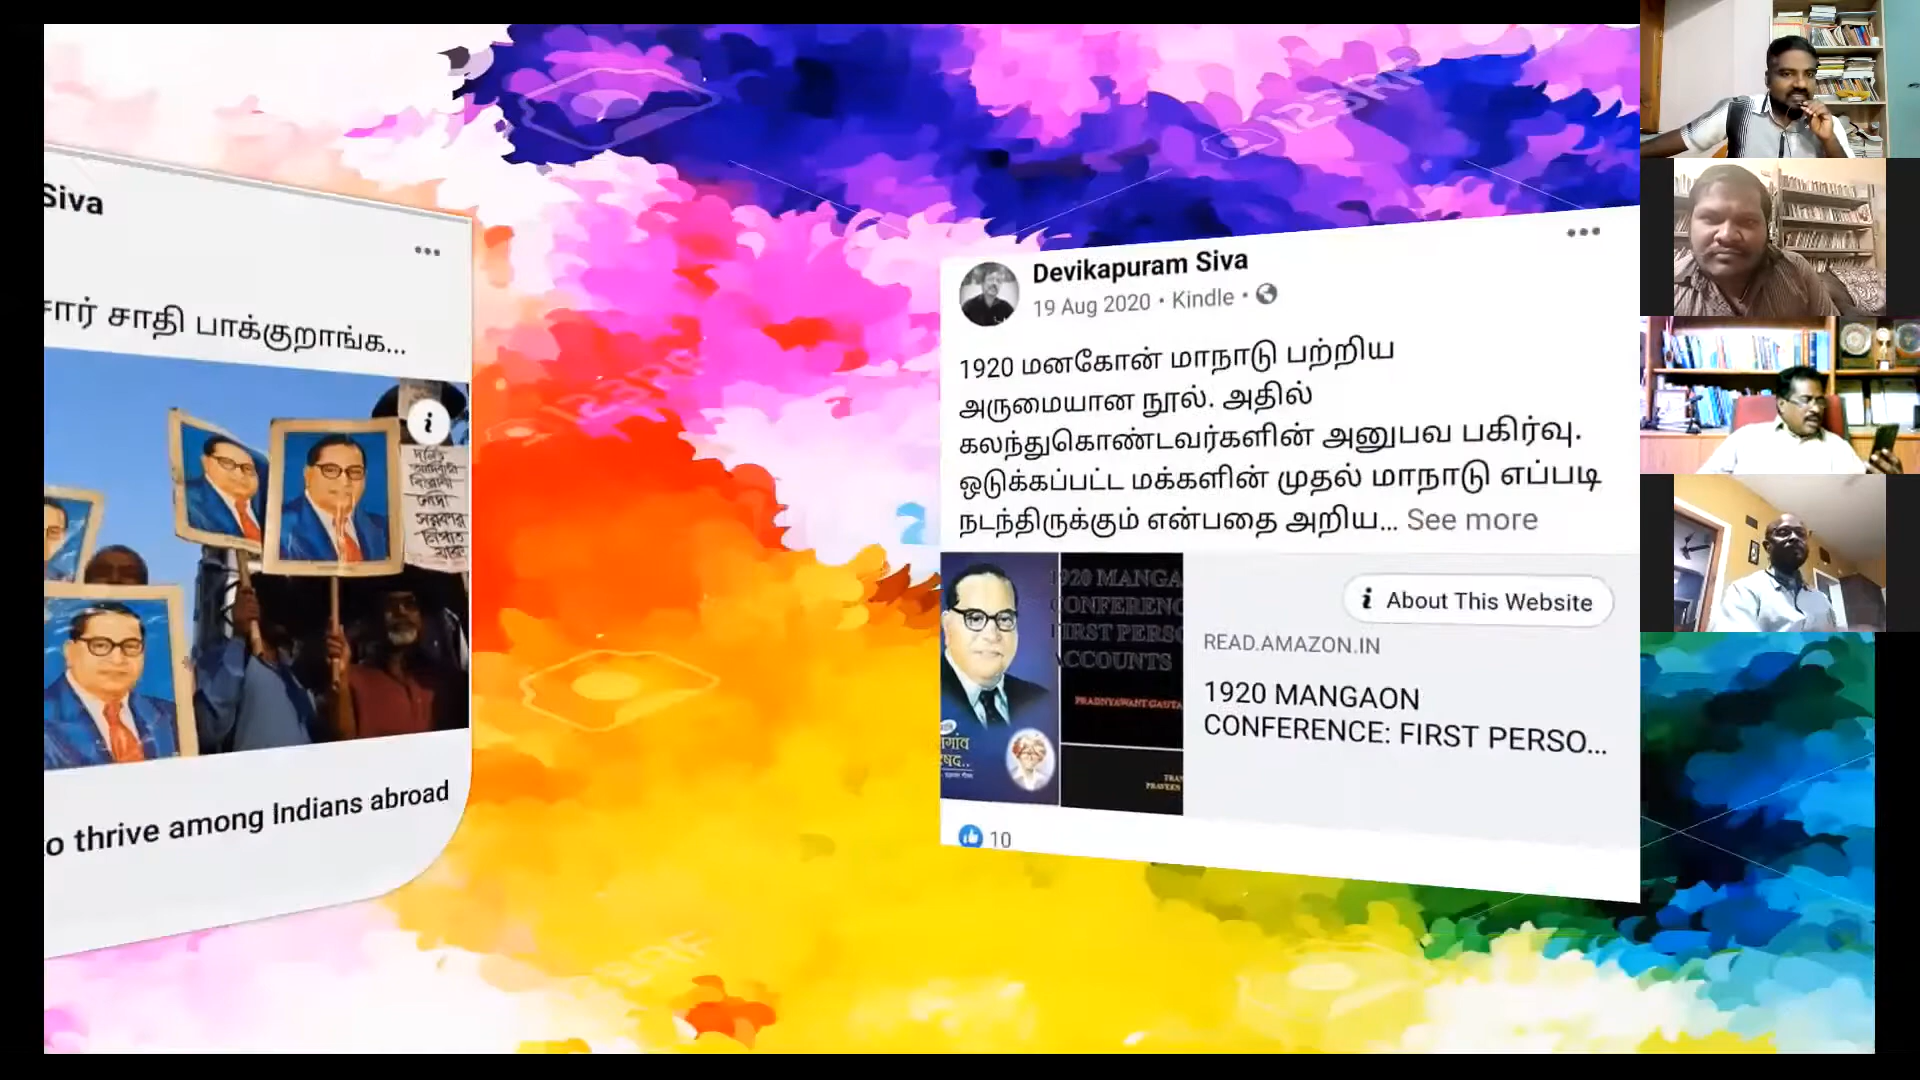 Siva
சார் சாதி பாக்குறாங்க...
o thrive among Indians abroad
Devikapuram Siva
19 Aug 2020 · Kindle ·
1920 மனகோன் மாநாடு பற்றிய
அருமையான நூல். அதில்
கலந்துகொண்டவர்களின் அனுபவ பகிர்வு.
ஒடுக்கப்பட்ட மக்களின் முதல் மாநாடு எப்படி
நடந்திருக்கும் என்பதை அறிய... See more
1920 MANGA
CONFERENC
FIRST PERSO
ACCOUNTS
PRADNYAWANT GAUTA
i About This Website
READ.AMAZON.IN
1920 MANGAON
CONFERENCE: FIRST PERSO...
10
123RF